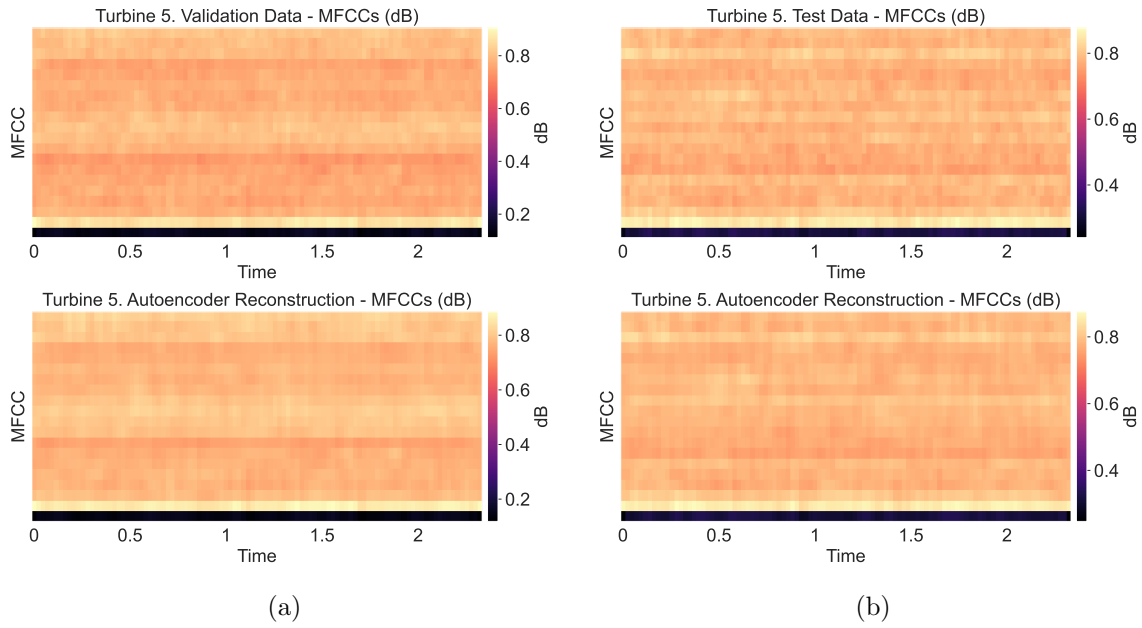 Turbine 5. Validation Data - MFCCs (dB)
MFCC
0.8
0.6
0.4
0.2
dB
0 0.5 1 1.5 2
Time
Turbine 5. Autoencoder Reconstruction - MFCCs (dB)
MFCC
0.8
0.6
0.4
0.2
dB
0 0.5 1 1.5 2
Time
(a)
Turbine 5. Test Data - MFCCs (dB)
MFCC
0.8
0.6
0.4
dB
0 0.5 1 1.5 2
Time
Turbine 5. Autoencoder Reconstruction - MFCCs (dB)
MFCC
0.8
0.6
0.4
dB
0 0.5 1 1.5 2
Time
(b)